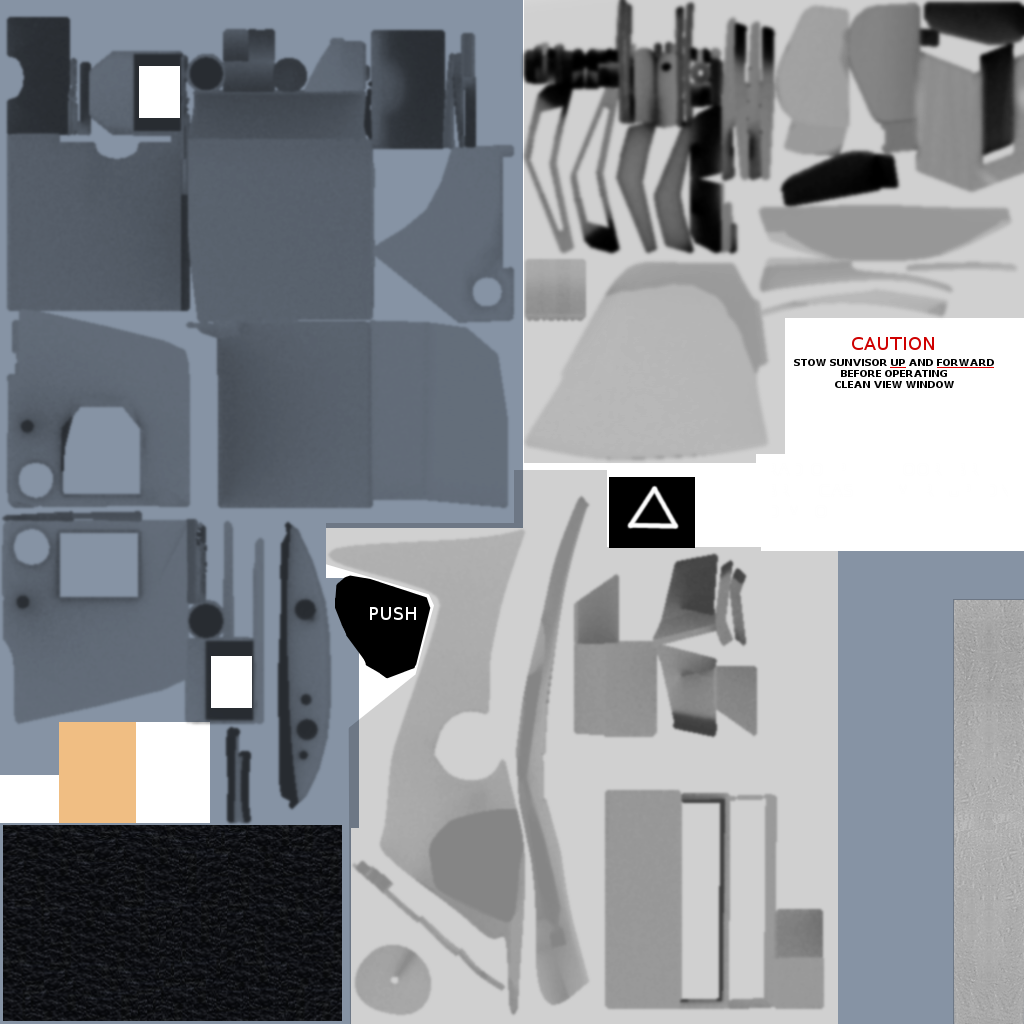 CAUTION
STOW SUNVISOR UP AND FORWARD
BEFORE OPERATING
CLEAN VIEW WINDOW
PUSH